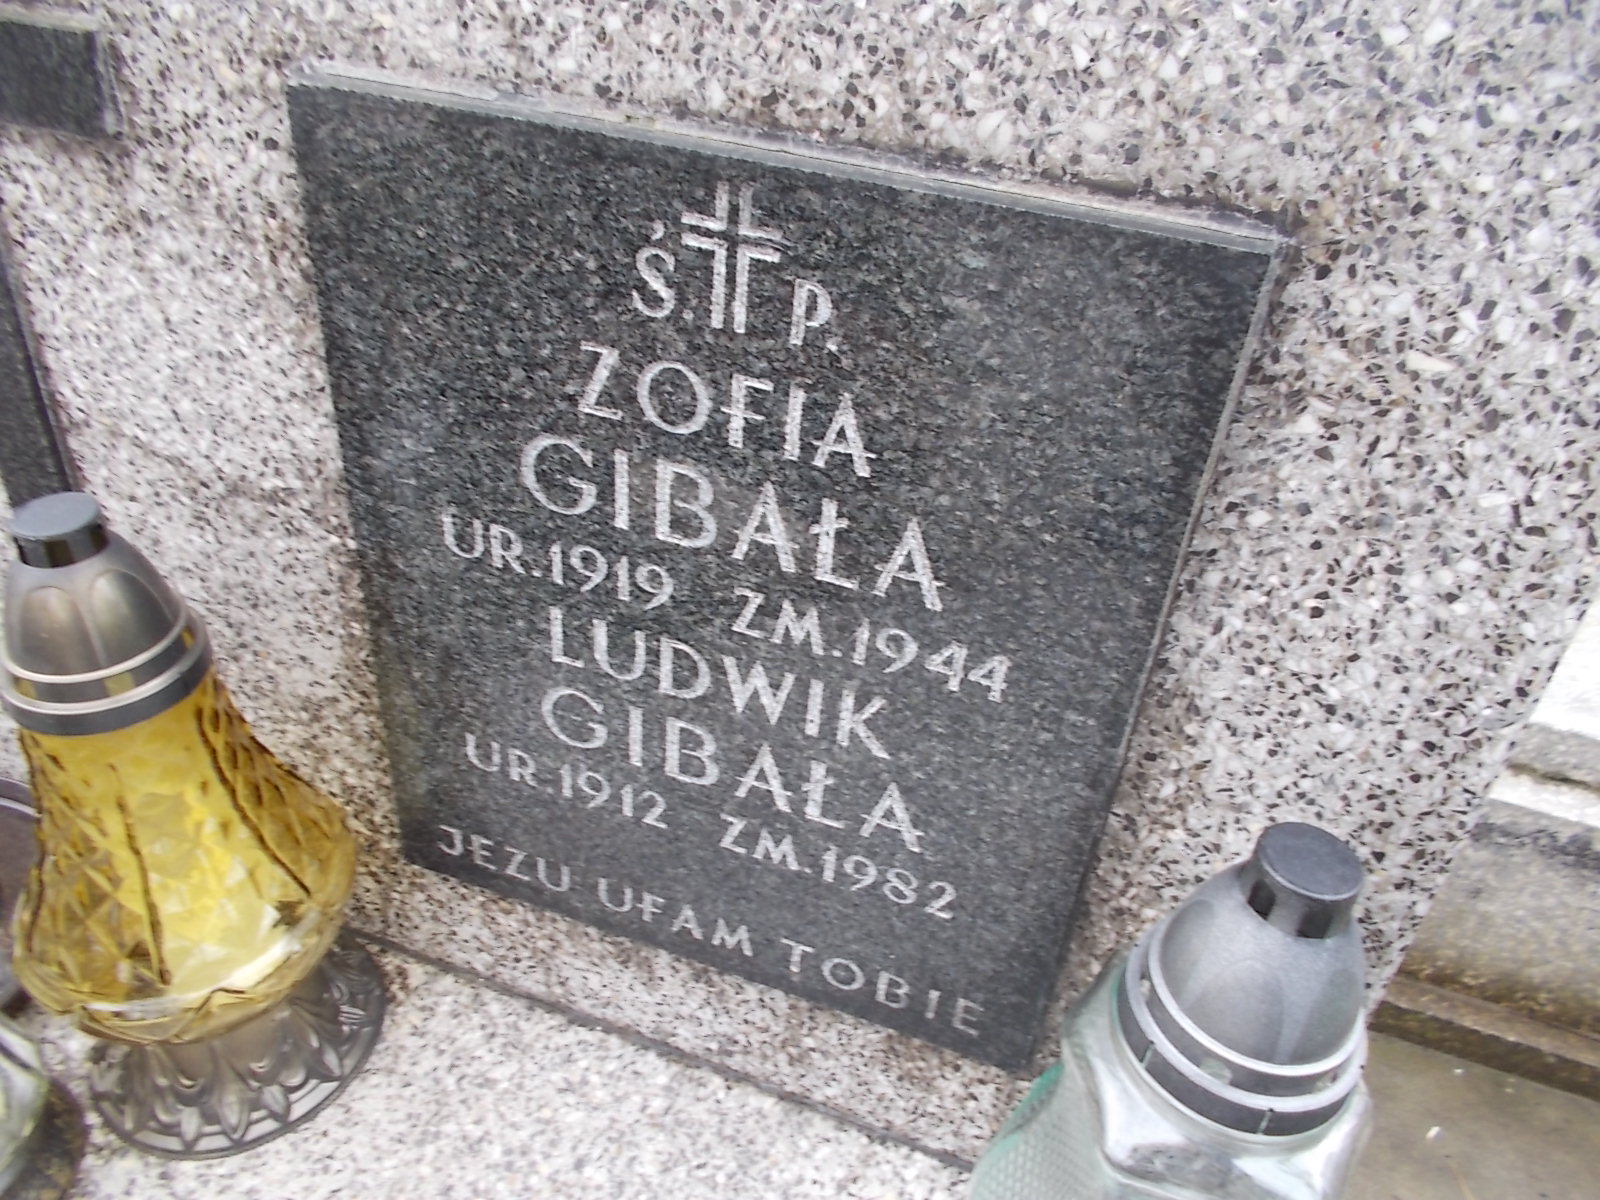 Ś. P.
ZOFIA
GIBAŁA
UR. 1919 ZM. 1944
LUDWIK
GIBAŁA
UR. 1912 ZM. 1982
JEZU UFAM TOBIE